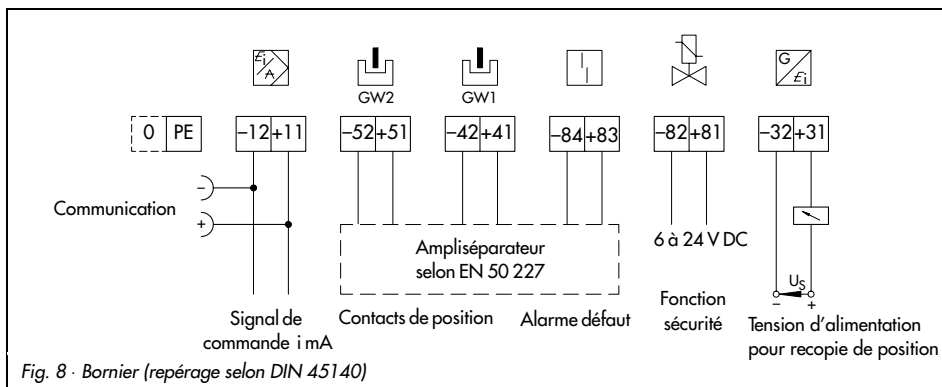 Ei
A
G
Ei
GW2
GW1
0 PE
–12 +11
–52 +51
–42 +41
–84 +83
–82 +81
–32 +31
–
Communication
+
Ampliséparateur
selon EN 50 227
6 à 24 V DC
US
– +
Signal de
commande i mA
Contacts de position
Alarme défaut
Fonction
sécurité
Tension d’alimentation
pour recopie de position
Fig. 8 · Bornier (repérage selon DIN 45140)